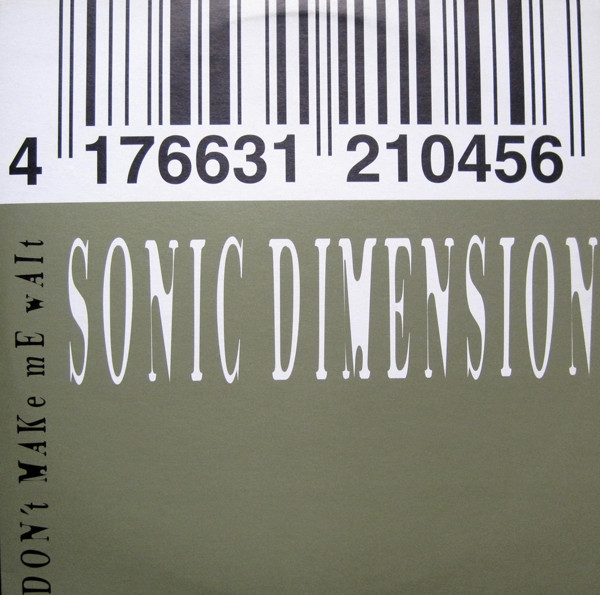 4 176631 210456
SONIC DIMENSION
DON't MAKe mE wAIt